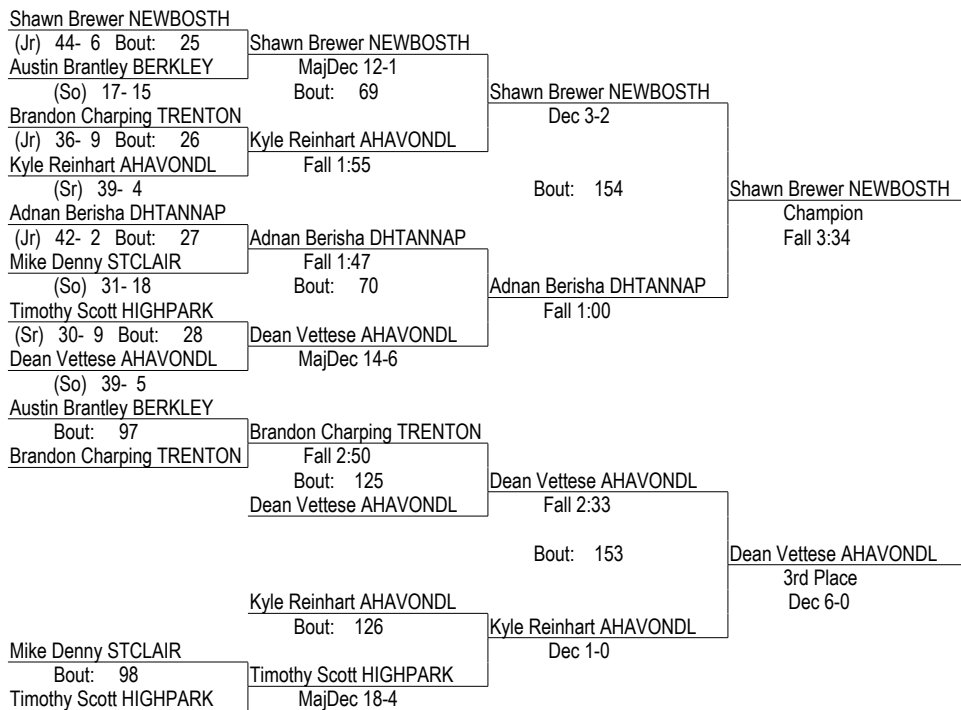 Shawn Brewer NEWBOSTH
(Jr) 44- 6 Bout: 25 Shawn Brewer NEWBOSTH
Austin Brantley BERKLEY MajDec 12-1
(So) 17- 15 Bout: 69 Shawn Brewer NEWBOSTH
Brandon Charping TRENTON Dec 3-2
(Jr) 36- 9 Bout: 26 Kyle Reinhart AHAVONDL
Kyle Reinhart AHAVONDL Fall 1:55
(Sr) 39- 4 Bout: 154 Shawn Brewer NEWBOSTH
Adnan Berisha DHTANNAP Champion
(Jr) 42- 2 Bout: 27 Adnan Berisha DHTANNAP Fall 3:34
Mike Denny STCLAIR Fall 1:47
(So) 31- 18 Bout: 70 Adnan Berisha DHTANNAP
Timothy Scott HIGHPARK Fall 1:00
(Sr) 30- 9 Bout: 28 Dean Vettese AHAVONDL
Dean Vettese AHAVONDL MajDec 14-6
(So) 39- 5
Austin Brantley BERKLEY
Bout: 97 Brandon Charping TRENTON
Brandon Charping TRENTON Fall 2:50
Bout: 125 Dean Vettese AHAVONDL
Dean Vettese AHAVONDL Fall 2:33
Bout: 153 Dean Vettese AHAVONDL
3rd Place
Kyle Reinhart AHAVONDL Dec 6-0
Bout: 126 Kyle Reinhart AHAVONDL
Mike Denny STCLAIR Dec 1-0
Bout: 98 Timothy Scott HIGHPARK
Timothy Scott HIGHPARK MajDec 18-4